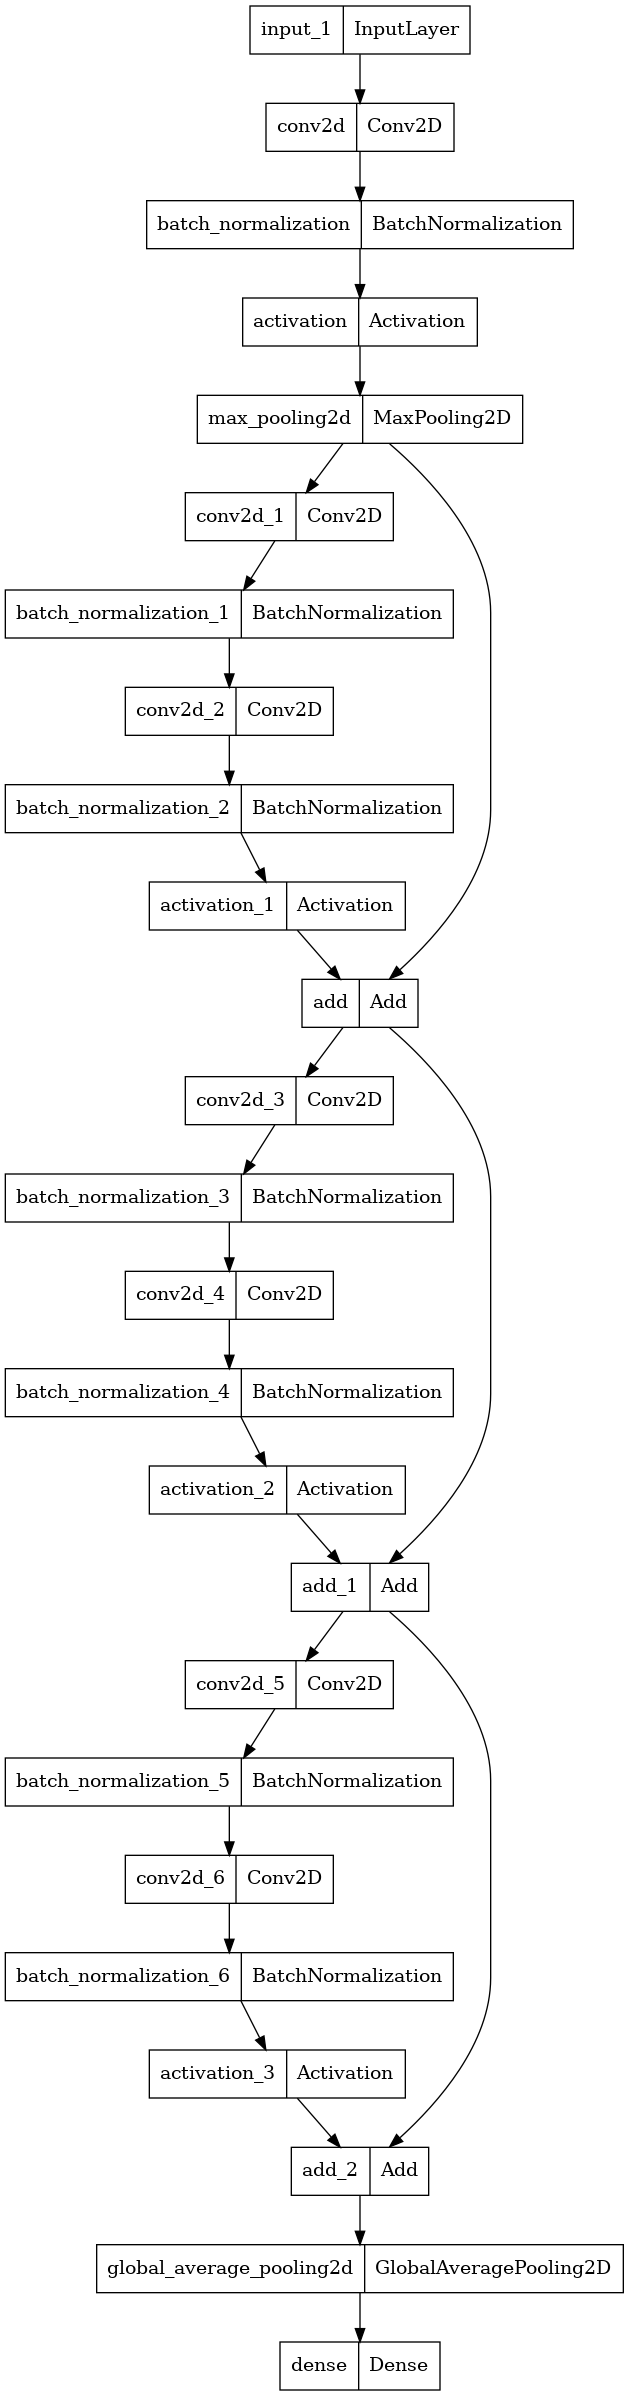 input_1 InputLayer
conv2d Conv2D
batch_normalization BatchNormalization
activation Activation
max_pooling2d MaxPooling2D
conv2d_1 Conv2D
batch_normalization_1 BatchNormalization
conv2d_2 Conv2D
batch_normalization_2 BatchNormalization
activation_1 Activation
add Add
conv2d_3 Conv2D
batch_normalization_3 BatchNormalization
conv2d_4 Conv2D
batch_normalization_4 BatchNormalization
activation_2 Activation
add_1 Add
conv2d_5 Conv2D
batch_normalization_5 BatchNormalization
conv2d_6 Conv2D
batch_normalization_6 BatchNormalization
activation_3 Activation
add_2 Add
global_average_pooling2d GlobalAveragePooling2D
dense Dense